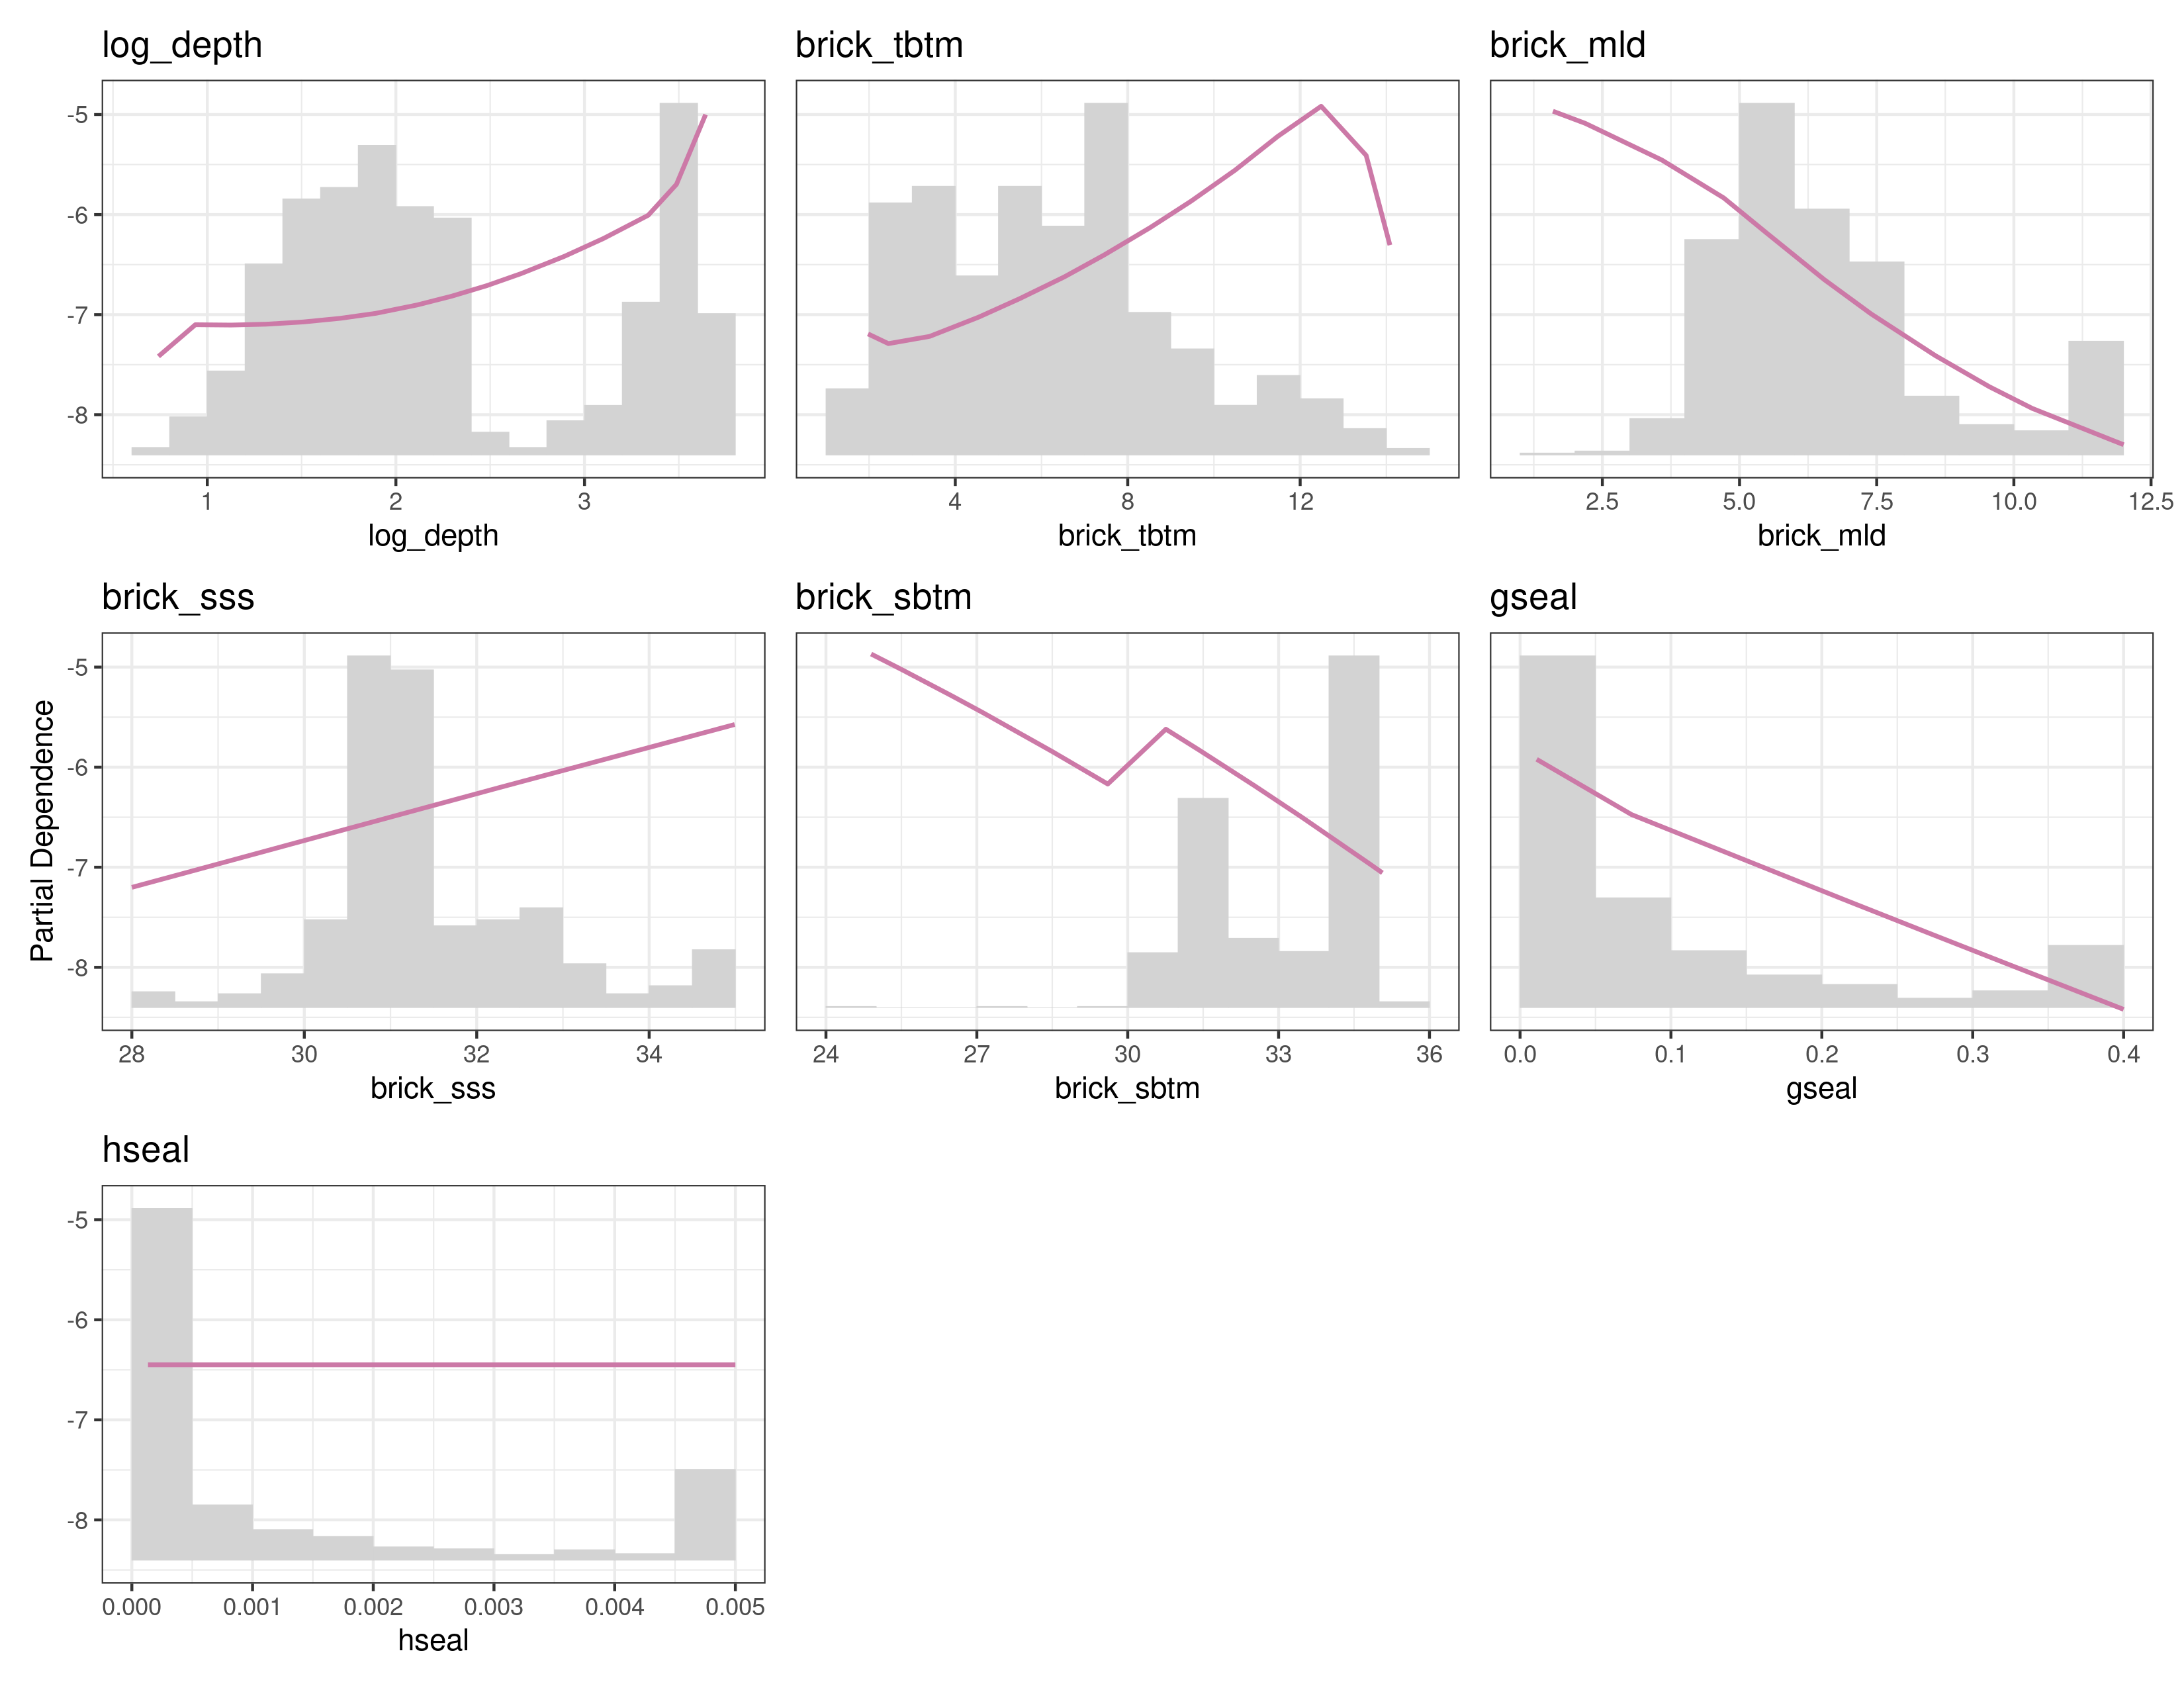 log_depth
brick_tbtm
brick_mld
-5
-6
-7
-8
1 2 3
4 8 12
2.5 5.0 7.5 10.0 12.5
log_depth
brick_tbtm
brick_mld
brick_sss
brick_sbtm
gseal
Partial Dependence
-5
-6
-7
-8
28 30 32 34
24 27 30 33 36
0.0 0.1 0.2 0.3 0.4
brick_sss
brick_sbtm
gseal
hseal
-5
-6
-7
-8
0.000 0.001 0.002 0.003 0.004 0.005
hseal